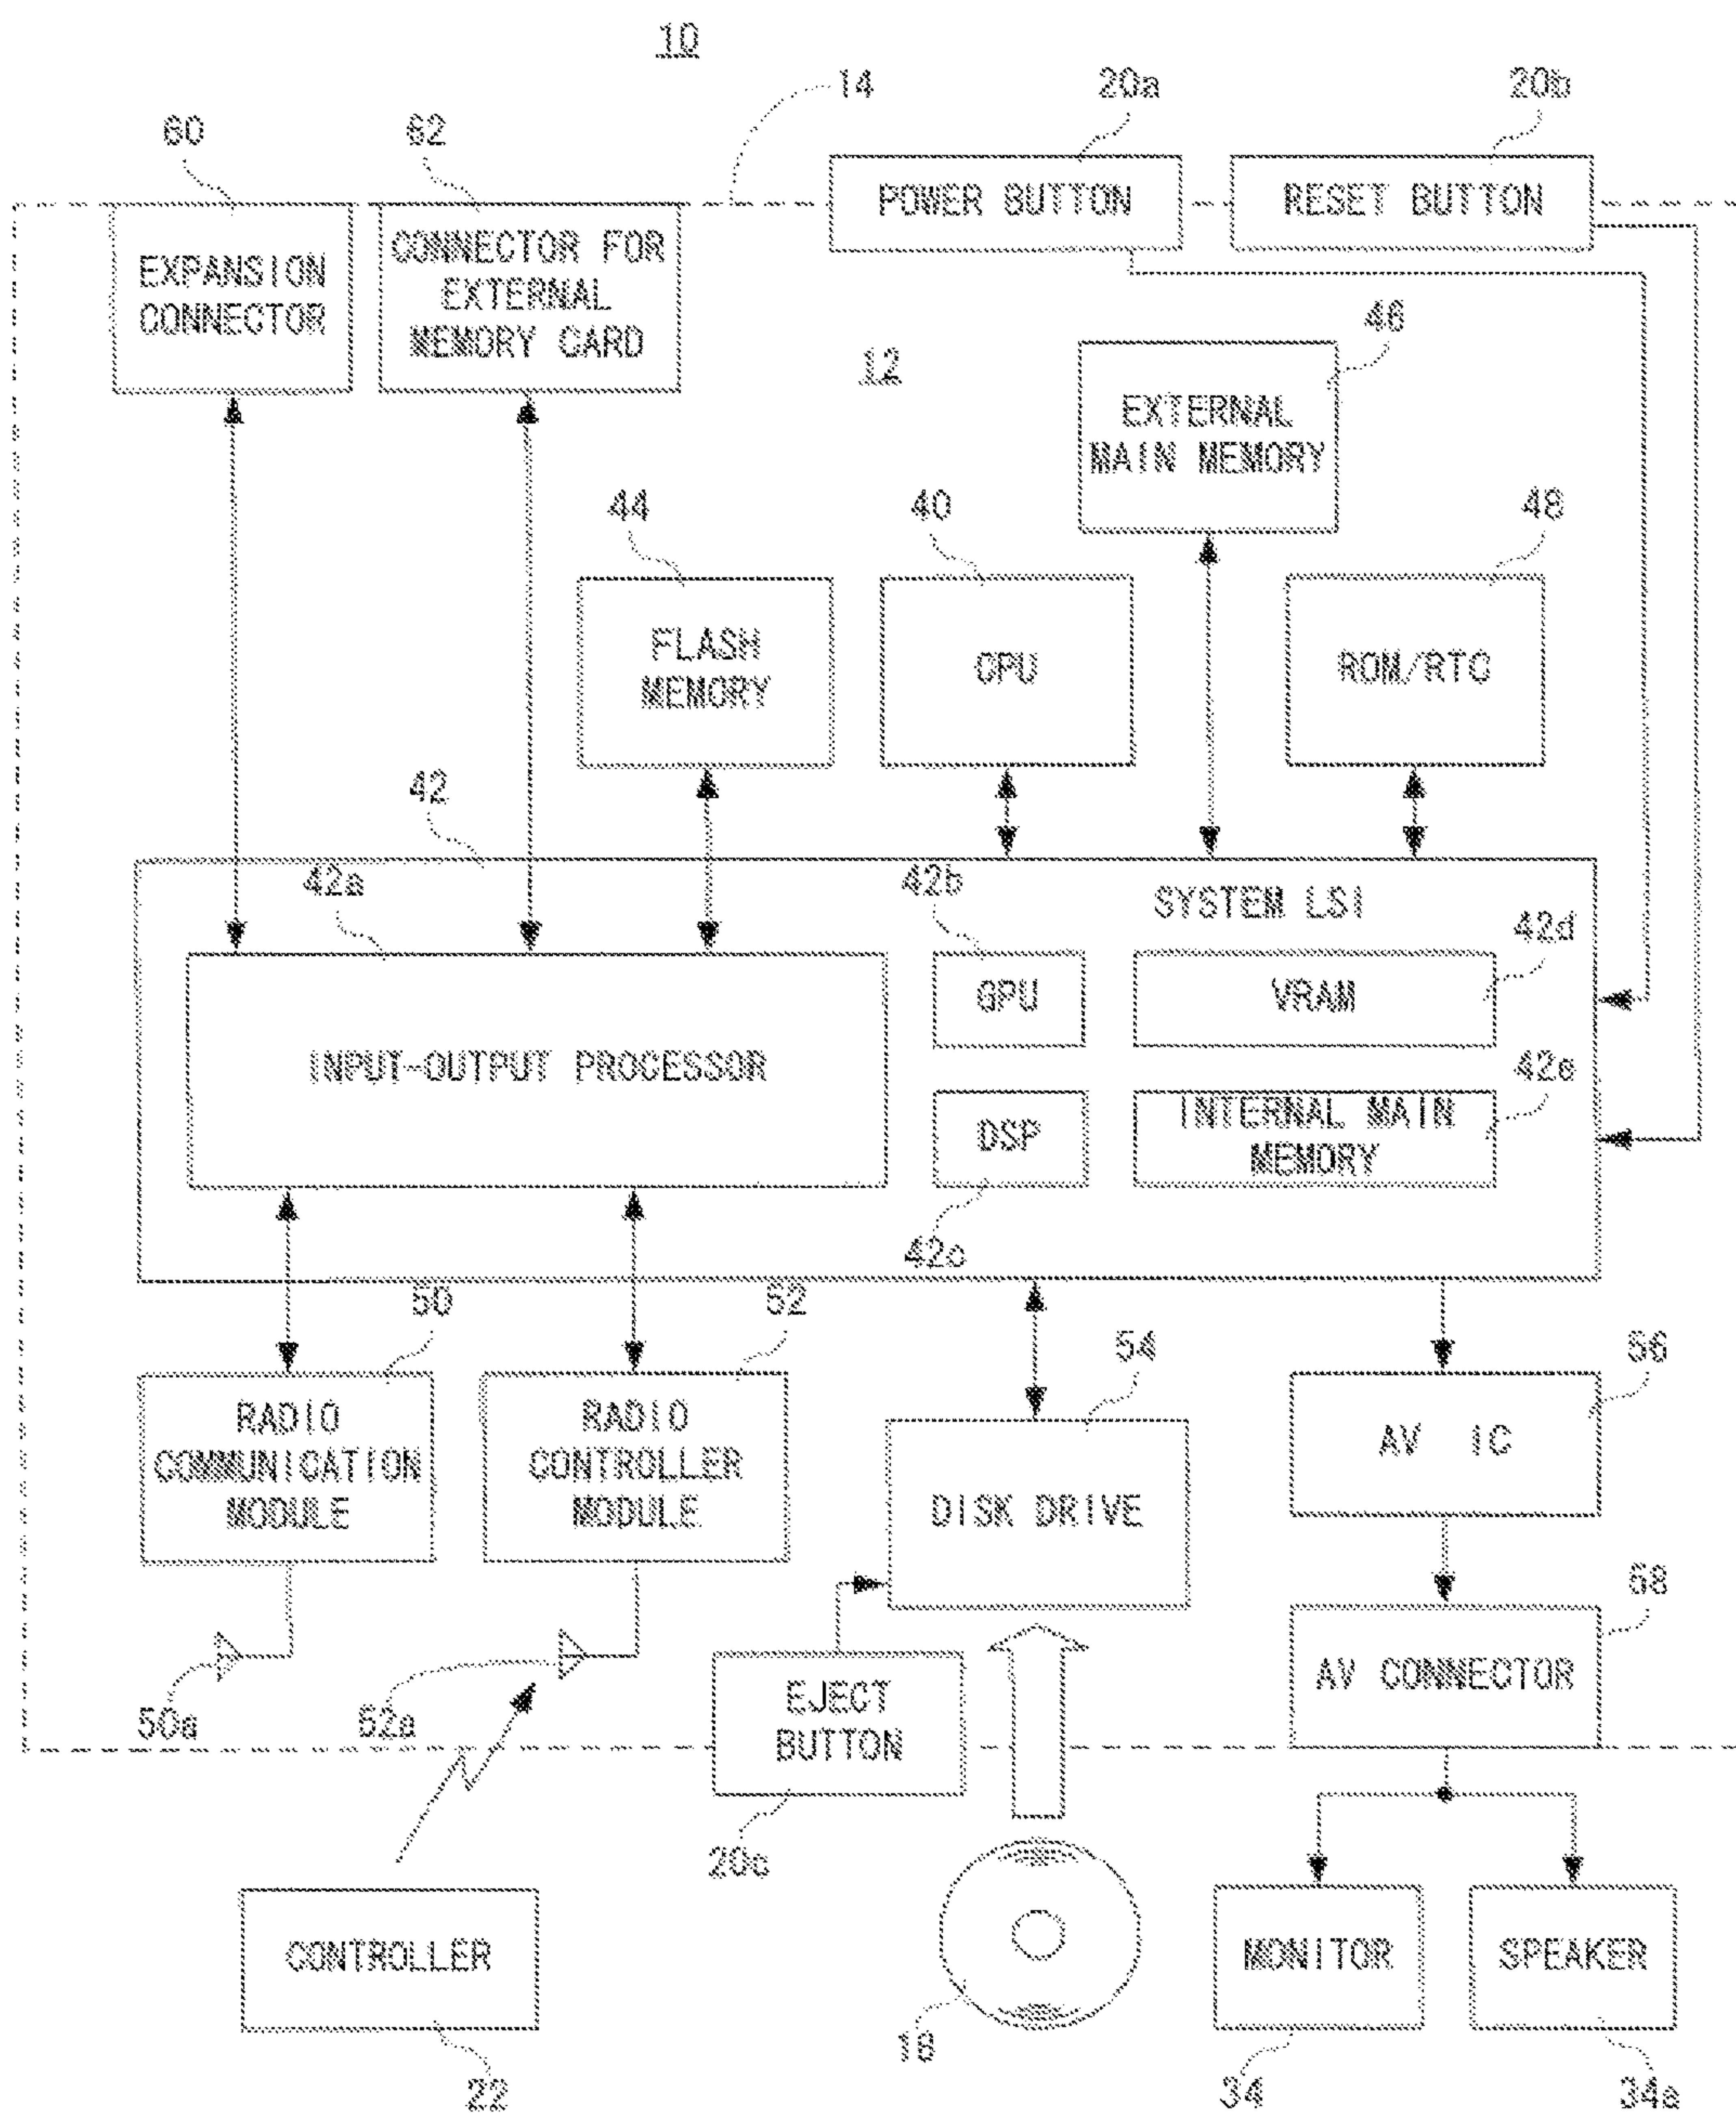 10
14
20a
20b
60
62
POWER BUTTON
RESET BUTTON
EXPANSION
CONNECTOR
CONNECTOR FOR
EXTERNAL
MEMORY CARD
12
46
EXTERNAL
MAIN MEMORY
44
40
48
FLASH
MEMORY
CPU
ROM/RTC
42
42a
42b
SYSTEM LSI
42d
GPU
VRAM
INPUT-OUTPUT PROCESSOR
42e
DSP
INTERNAL MAIN
MEMORY
42c
50
52
54
56
RADIO
COMMUNICATION
MODULE
RADIO
CONTROLLER
MODULE
DISK DRIVE
AV IC
58
AV CONNECTOR
50a
52a
EJECT
BUTTON
20c
CONTROLLER
MONITOR
SPEAKER
18
22
34
34a